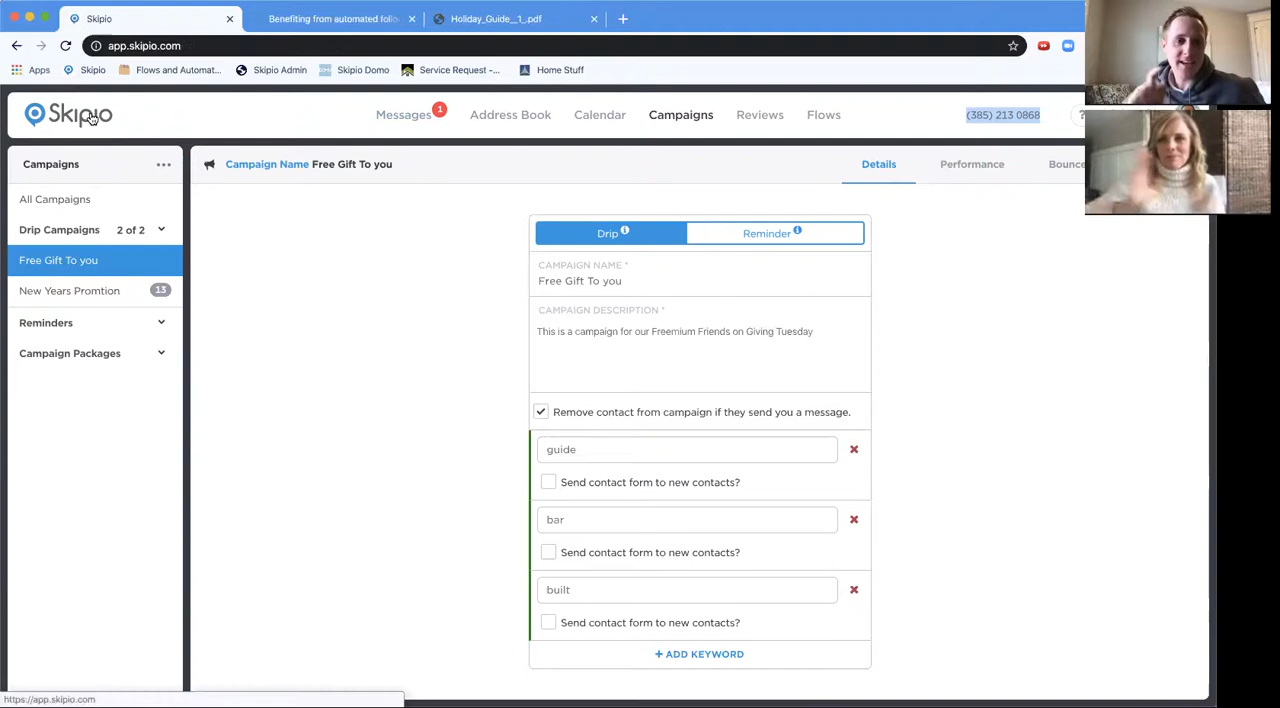 Skipio
Benefiting from automated follo
Holiday_Guide__1_.pdf
app.skipio.com
Apps
Skipio
Flows and Automat...
Skipio Admin
Skipio Domo
Service Request -...
Home Stuff
Skipio
Messages 1
Address Book
Calendar
Campaigns
Reviews
Flows
(385) 213 0868
?
Campaigns
...
Campaign Name Free Gift To you
Details
Performance
Bounce
All Campaigns
Drip Campaigns 2 of 2
Free Gift To you
New Years Promtion 13
Reminders
Campaign Packages
Drip
Reminder
CAMPAIGN NAME *
Free Gift To you
CAMPAIGN DESCRIPTION *
This is a campaign for our Freemium Friends on Giving Tuesday
Remove contact from campaign if they send you a message.
guide
Send contact form to new contacts?
bar
Send contact form to new contacts?
built
Send contact form to new contacts?
+ ADD KEYWORD
https://app.skipio.com